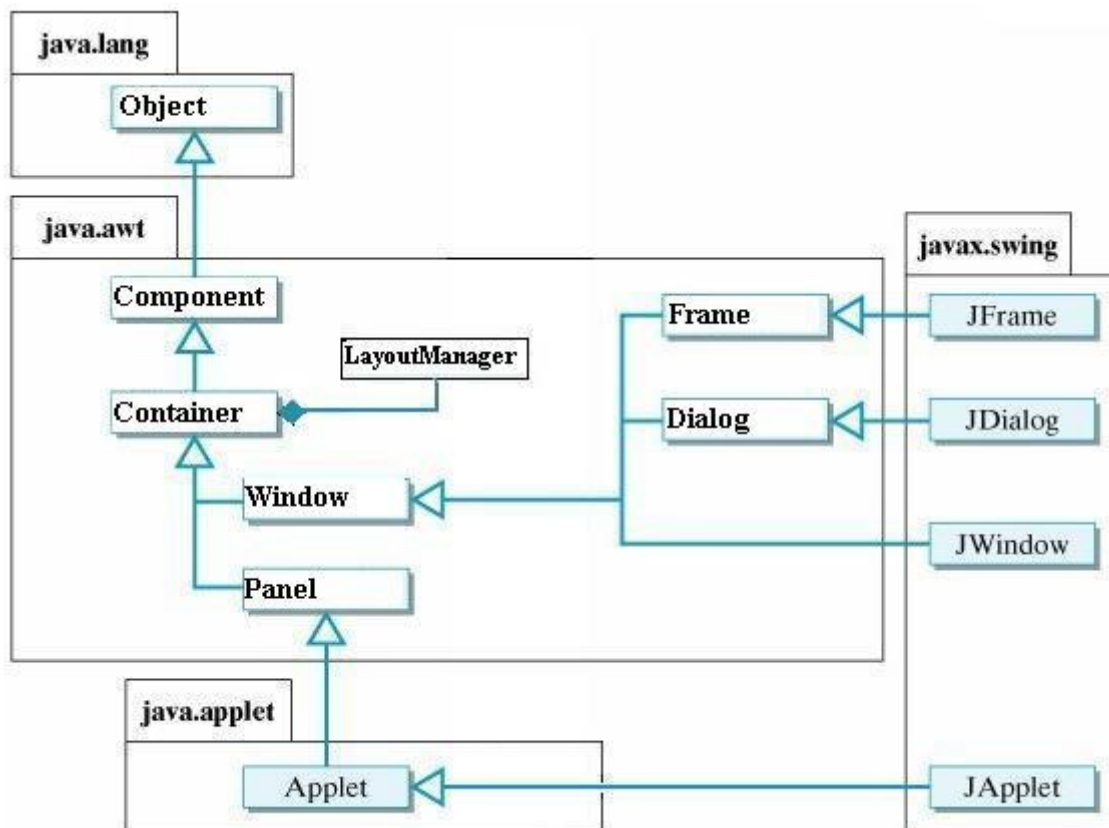 java.lang
Object
java.awt
javax.swing
Component
Frame
JFrame
LayoutManager
Container
Dialog
JDialog
Window
JWindow
Panel
java.applet
Applet
JApplet